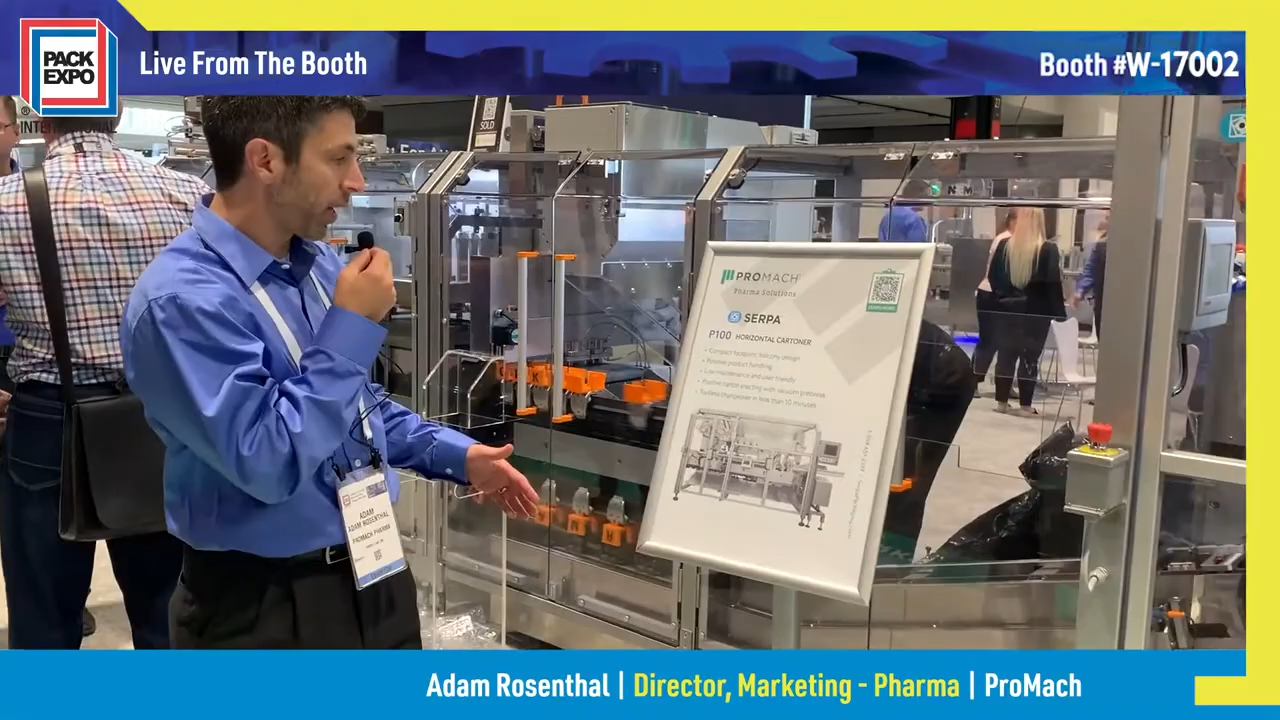 PACK
EXPO
INTERNATIONAL
Live From The Booth
Booth #W-17002
SOLD
PROMACH
Pharma Solutions
SERPA
P100 HORIZONTAL CARTONER
• Compact footprint, balcony design
• Positive product handling
• Low maintenance and user friendly
• Positive carton erecting with vacuum pretwress
• Toolless changeover in less than 10 minutes
ADAM
ADAM ROSENTHAL
PROMACH PHARMA
Adam Rosenthal | Director, Marketing - Pharma | ProMach